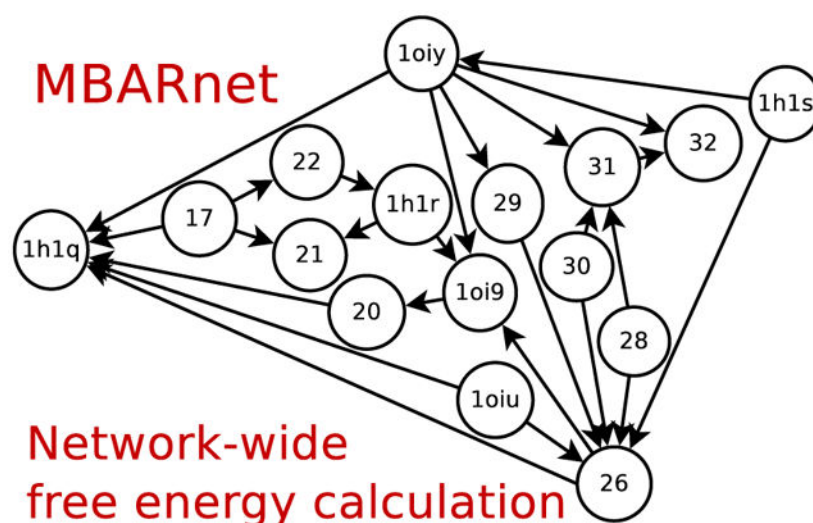 1oiy
MBARnet
1h1s
32
22
31
1h1r
29
17
1h1q
21
30
1oi9
20
28
1oiu
Network-wide
26
free energy calculation